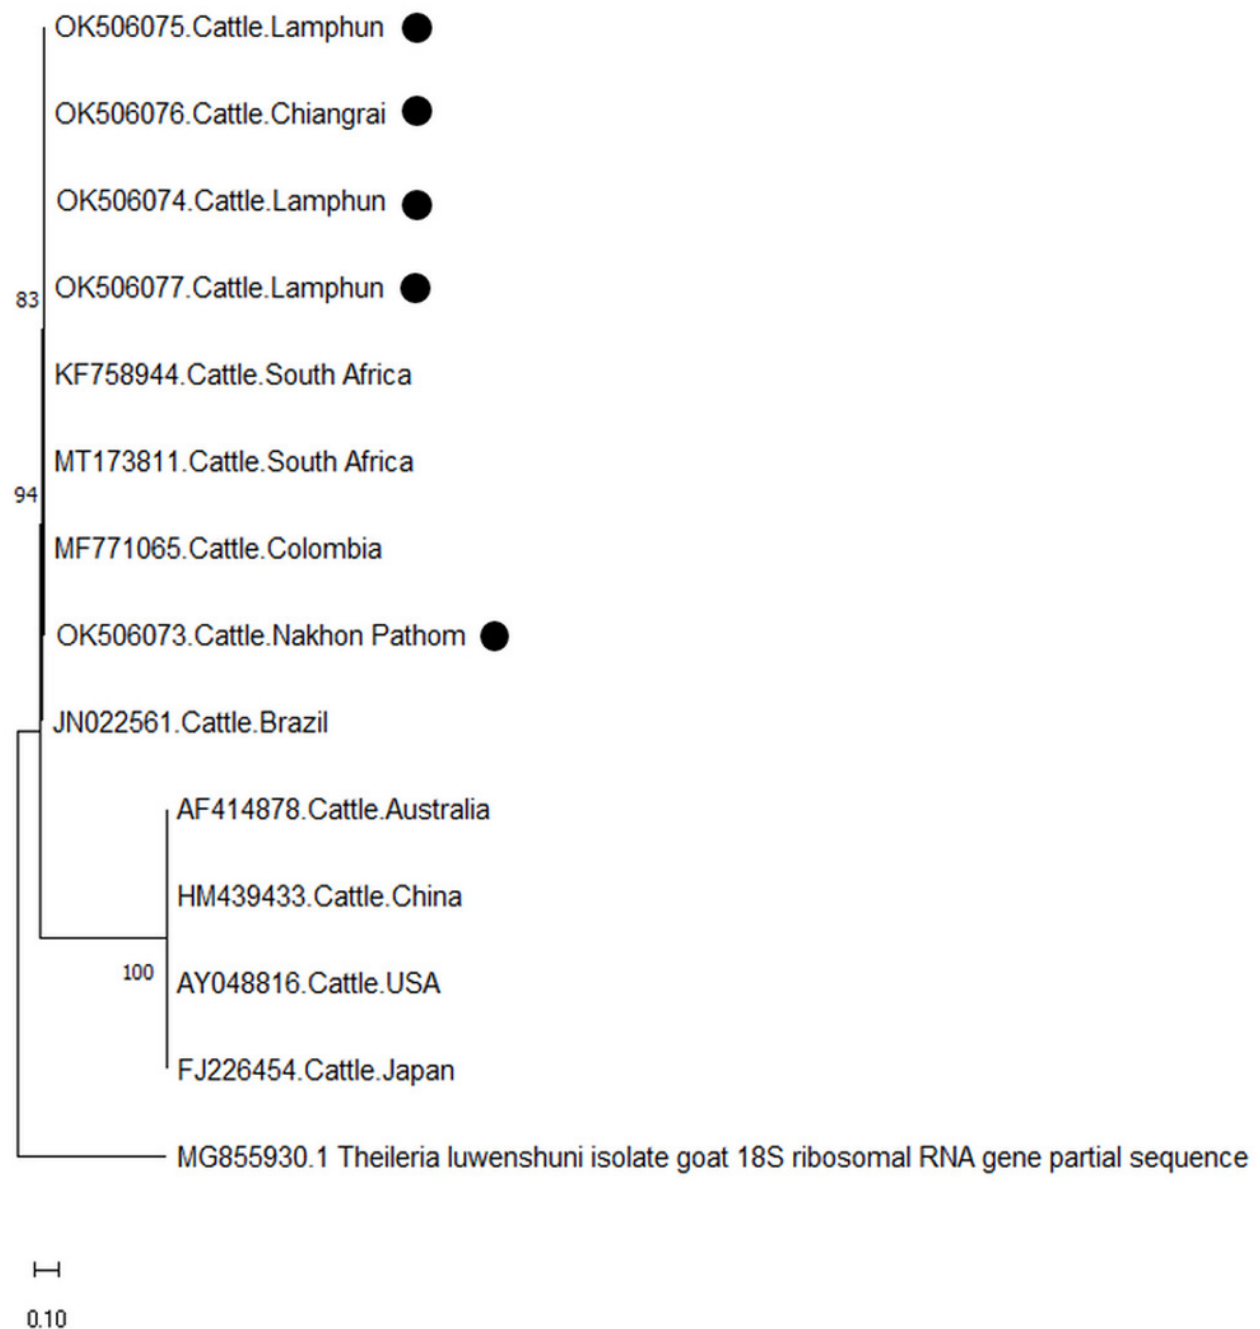 OK506075.Cattle.Lamphun
OK506076.Cattle.Chiangrai
OK506074.Cattle.Lamphun
OK506077.Cattle.Lamphun
83
KF758944.Cattle.South Africa
MT173811.Cattle.South Africa
94
MF771065.Cattle.Colombia
OK506073.Cattle.Nakhon Pathom
JN022561.Cattle.Brazil
AF414878.Cattle.Australia
HM439433.Cattle.China
100
AY048816.Cattle.USA
FJ226454.Cattle.Japan
MG855930.1 Theileria luwenshuni isolate goat 18S ribosomal RNA gene partial sequence
0.10